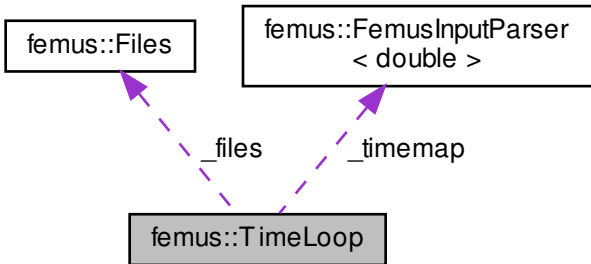 femus::Files
femus::FemusInputParser
< double >
_files
_timemap
femus::TimeLoop